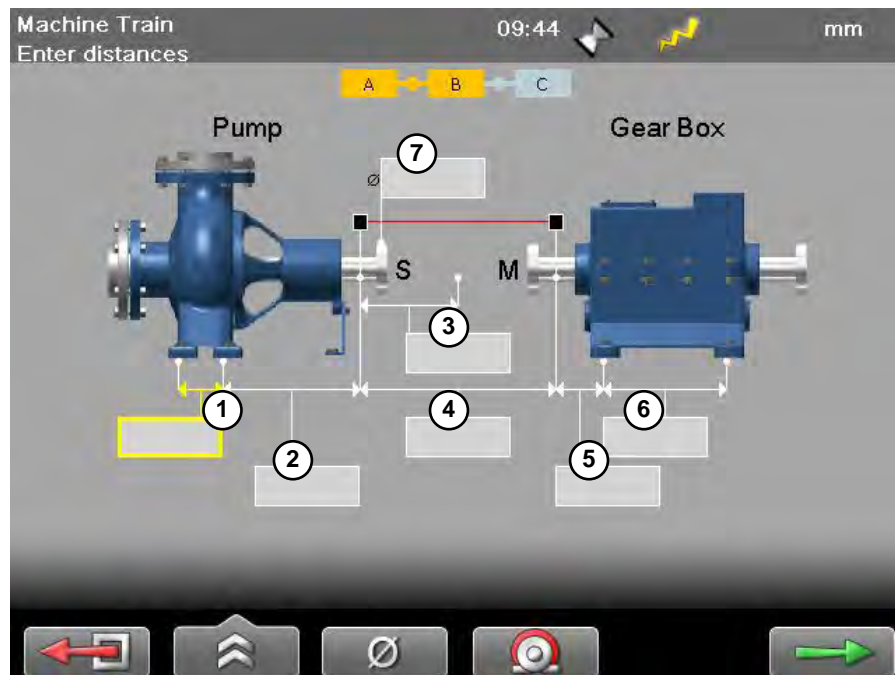 Machine Train
09:44
mm
Enter distances
A
B
C
Pump
Gear Box
7
Ø
S
M
3
1
4
6
2
5
Ø